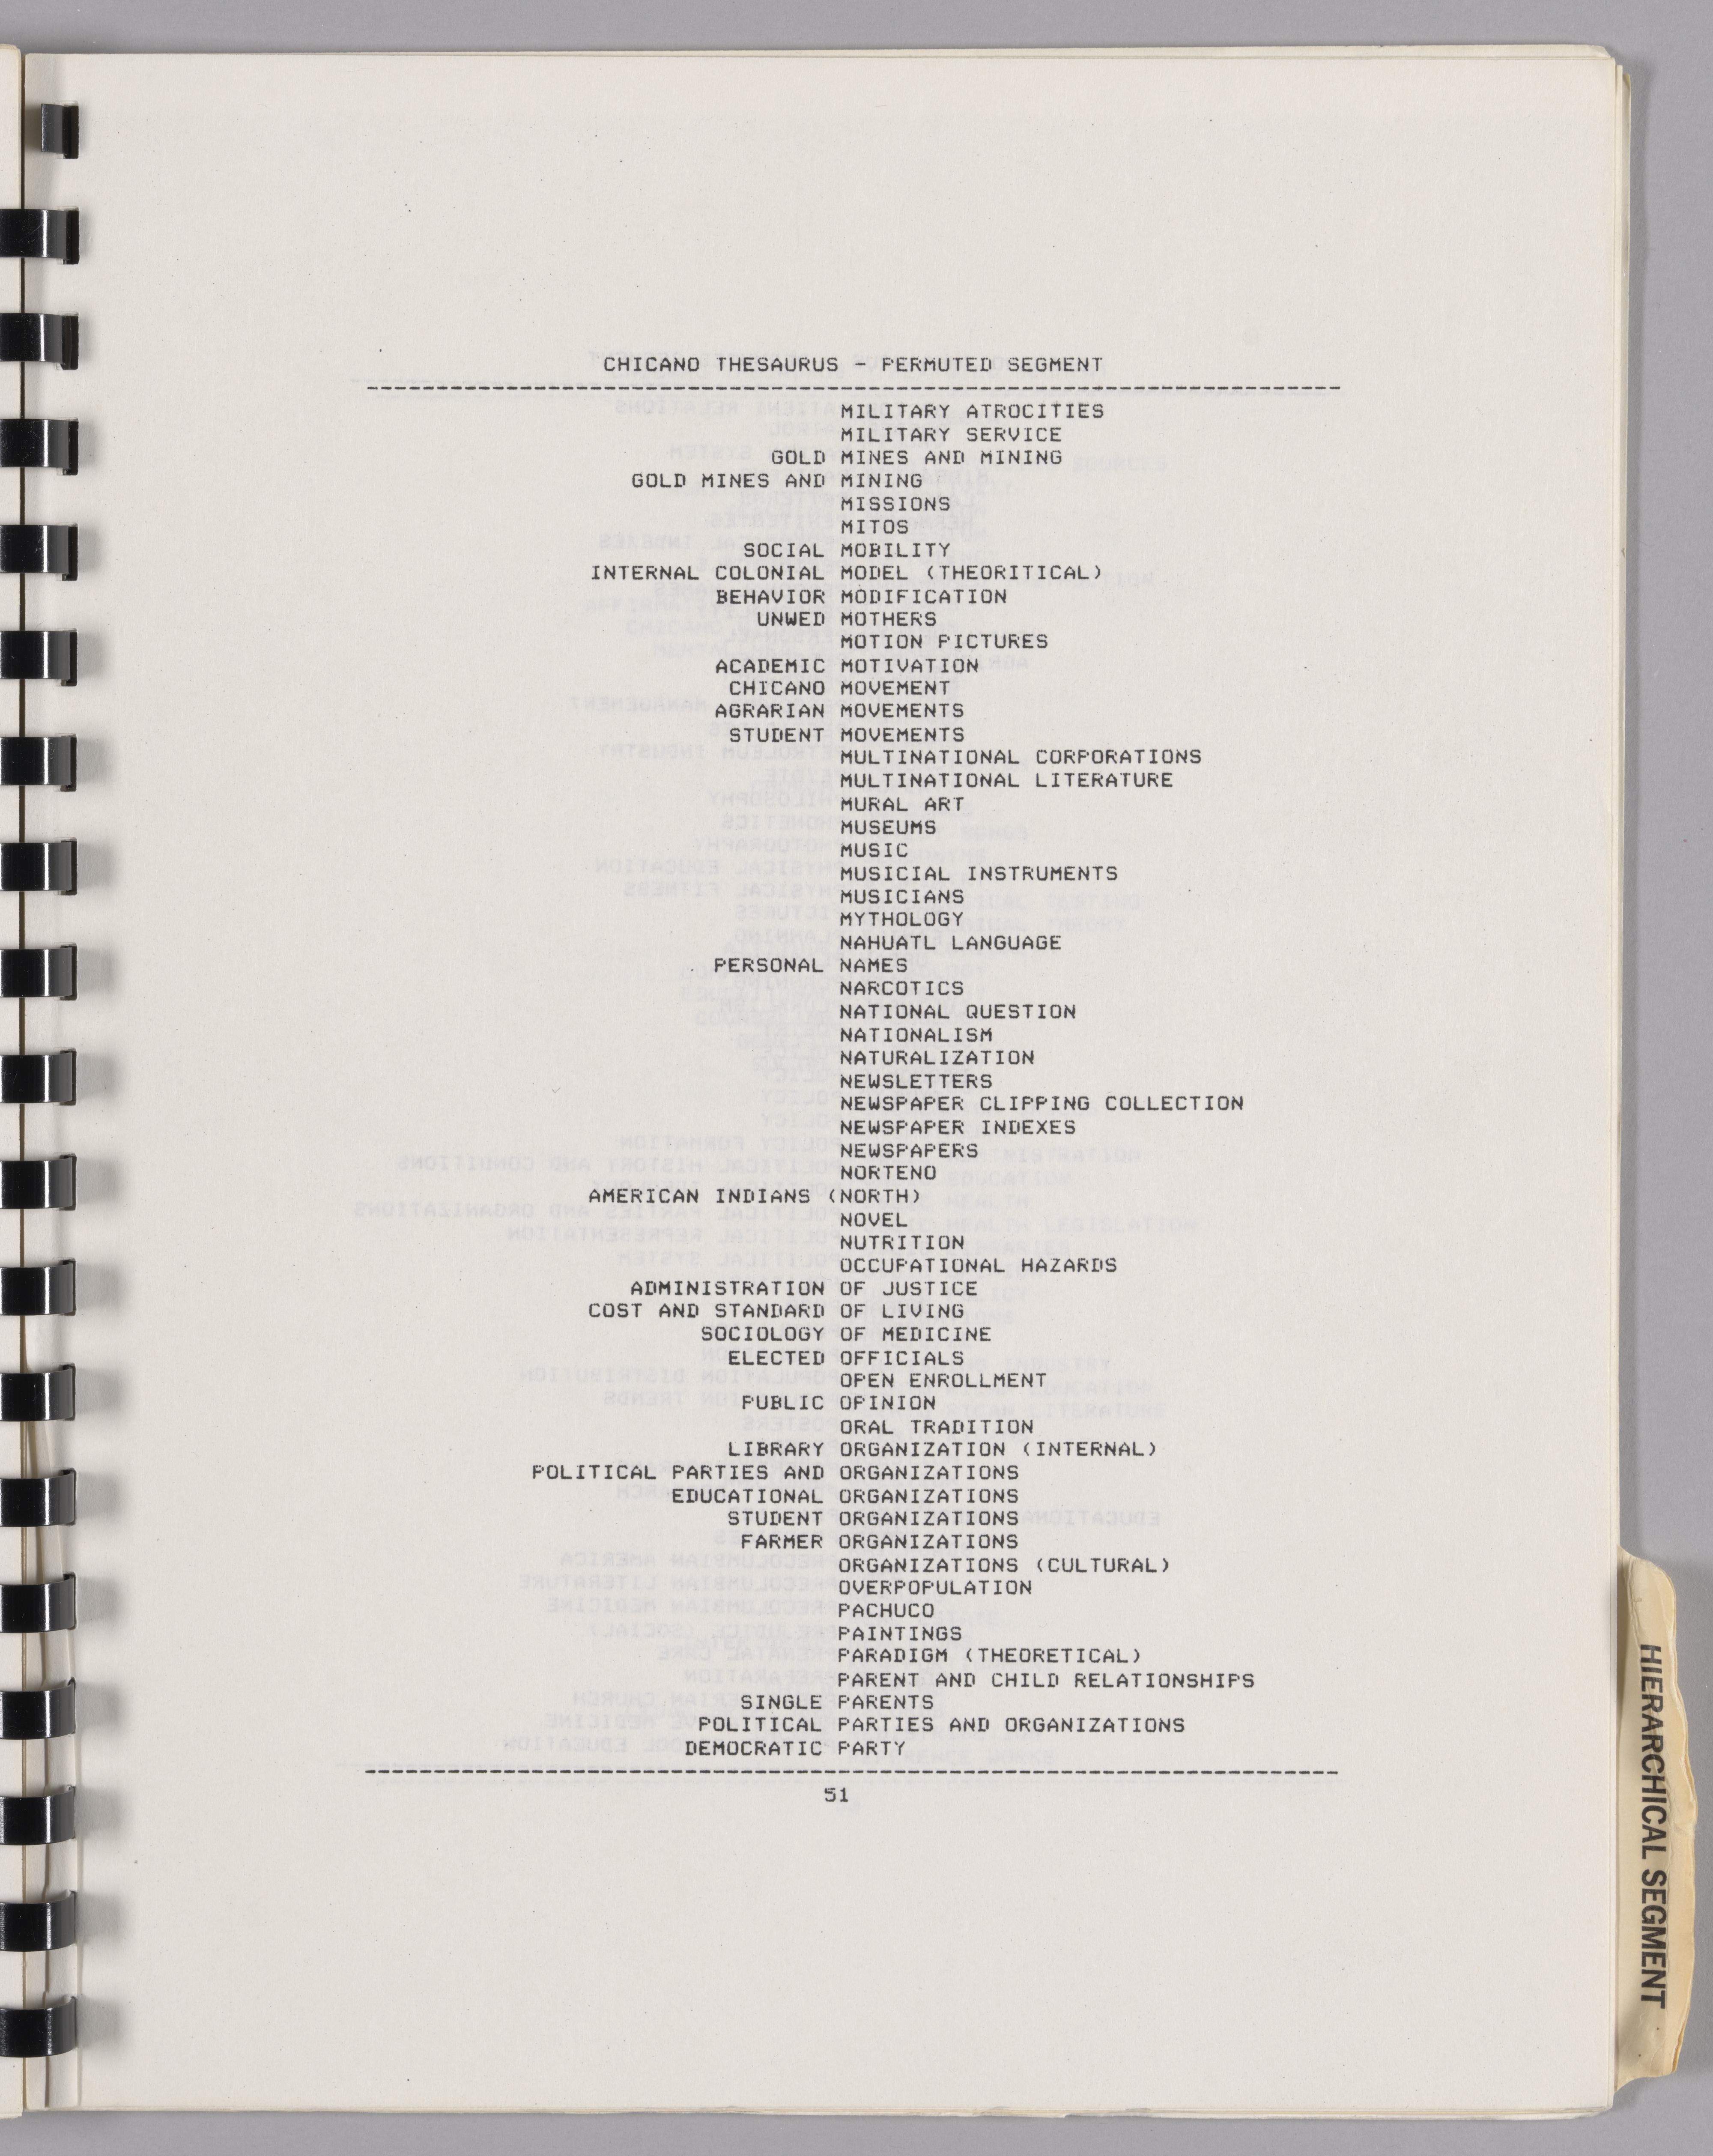 CHICANO THESAURUS - PERMUTED SEGMENT
MILITARY ATROCITIES
MILITARY SERVICE
GOLD MINES AND MINING
GOLD MINES AND MINING
MISSIONS
MITOS
SOCIAL MOBILITY
INTERNAL COLONIAL MODEL (THEORITICAL)
BEHAVIOR MODIFICATION
UNWED MOTHERS
MOTION PICTURES
ACADEMIC MOTIVATION
CHICANO MOVEMENT
AGRARIAN MOVEMENTS
STUDENT MOVEMENTS
MULTINATIONAL CORPORATIONS
MULTINATIONAL LITERATURE
MURAL ART
MUSEUMS
MUSIC
MUSICIAL INSTRUMENTS
MUSICIANS
MYTHOLOGY
NAHUATL LANGUAGE
PERSONAL NAMES
NARCOTICS
NATIONAL QUESTION
NATIONALISM
NATURALIZATION
NEWSLETTERS
NEWSPAPER CLIPPING COLLECTION
NEWSPAPER INDEXES
NEWSPAPERS
NORTENO
AMERICAN INDIANS (NORTH)
NOVEL
NUTRITION
OCCUPATIONAL HAZARDS
ADMINISTRATION OF JUSTICE
COST AND STANDARD OF LIVING
SOCIOLOGY OF MEDICINE
ELECTED OFFICIALS
OPEN ENROLLMENT
PUBLIC OPINION
ORAL TRADITION
LIBRARY ORGANIZATION (INTERNAL)
POLITICAL PARTIES AND ORGANIZATIONS
EDUCATIONAL ORGANIZATIONS
STUDENT ORGANIZATIONS
FARMER ORGANIZATIONS
ORGANIZATIONS (CULTURAL)
OVERPOPULATION
PACHUCO
PAINTINGS
PARADIGM (THEORETICAL)
PARENT AND CHILD RELATIONSHIPS
SINGLE PARENTS
POLITICAL PARTIES AND ORGANIZATIONS
DEMOCRATIC PARTY
51
HIERARCHICAL SEGMENT